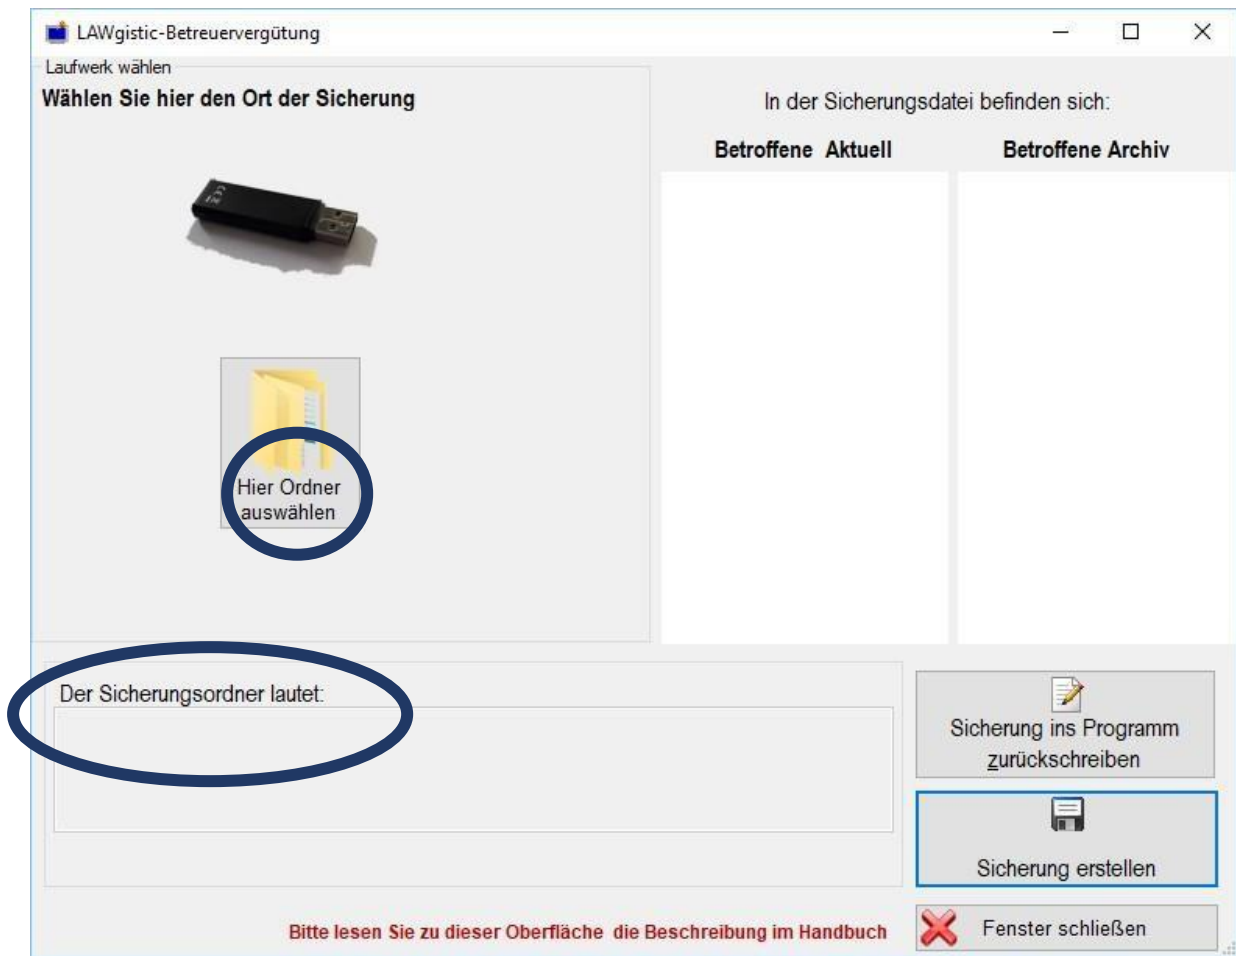 LAWgistic-Betreuervergütung
Laufwerk wählen
Wählen Sie hier den Ort der Sicherung
In der Sicherungsdatei befinden sich:
Betroffene Aktuell
Betroffene Archiv
Hier Ordner
auswählen
Der Sicherungsordner lautet:
Sicherung ins Programm
zurückschreiben
Sicherung erstellen
Bitte lesen Sie zu dieser Oberfläche die Beschreibung im Handbuch
Fenster schließen